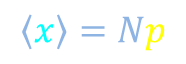 ⟨x⟩ = Np